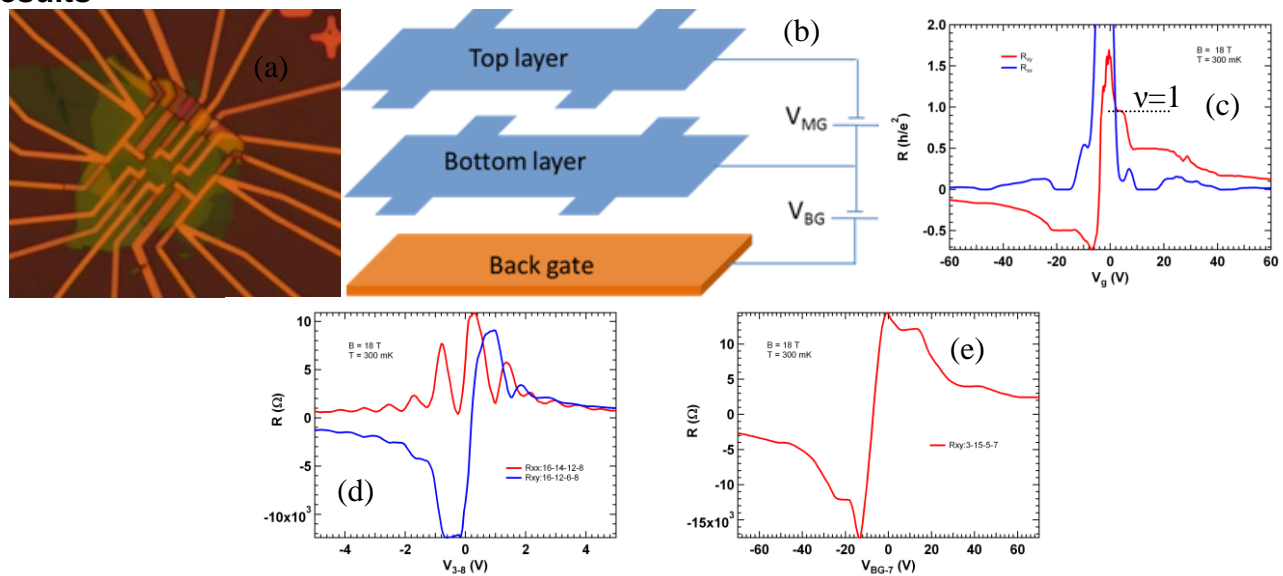 (a)
Top layer
Bottom layer
Back gate
V_MG
V_BG
(b)
R (h/e²)
2.0
1.5
1.0
0.5
0
-0.5
R_xy
R_xx
B = 18 T
T = 300 mK
ν=1
(c)
-60 -40 -20 0 20 40 60
V_g (V)
R (Ω)
10
5
0
-5
-10x10³
B = 18 T
T = 300 mK
Rxx:16-14-12-8
Rxy:16-12-6-8
(d)
-4 -2 0 2 4
V_3-8 (V)
R (Ω)
10
5
0
-5
-10
-15x10³
B = 18 T
T = 300 mK
(e)
Rxy:3-15-5-7
-60 -40 -20 0 20 40 60
V_BG-7 (V)